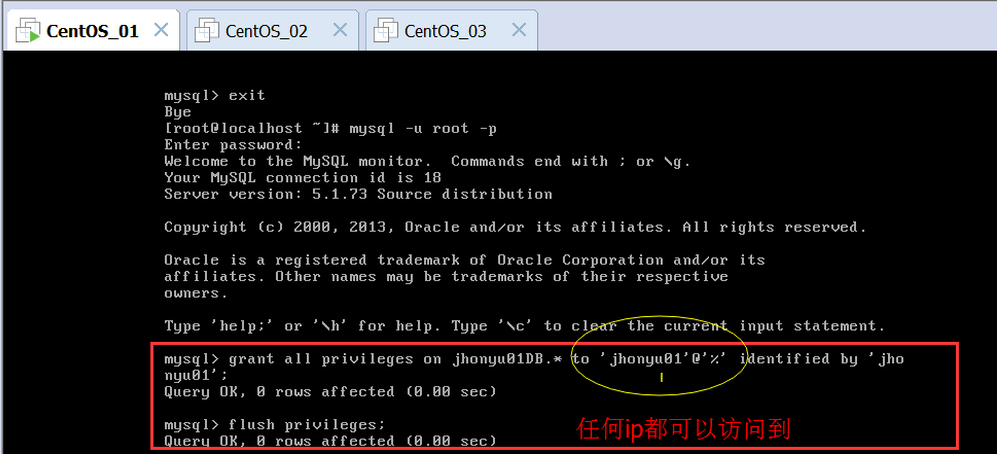 CentOS_01 CentOS_02 CentOS_03
mysql> exit
Bye
[root@localhost ~]# mysql -u root -p
Enter password:
Welcome to the MySQL monitor.  Commands end with ; or \g.
Your MySQL connection id is 18
Server version: 5.1.73 Source distribution
Copyright (c) 2000, 2013, Oracle and/or its affiliates. All rights reserved.
Oracle is a registered trademark of Oracle Corporation and/or its
affiliates. Other names may be trademarks of their respective
owners.
Type 'help;' or '\h' for help. Type '\c' to clear the current input statement.
mysql> grant all privileges on jhonyu01DB.* to 'jhonyu01'@'%' identified by 'jho
nyu01';
Query OK, 0 rows affected (0.00 sec)
mysql> flush privileges;
任何ip都可以访问到
Query OK, 0 rows affected (0.00 sec)